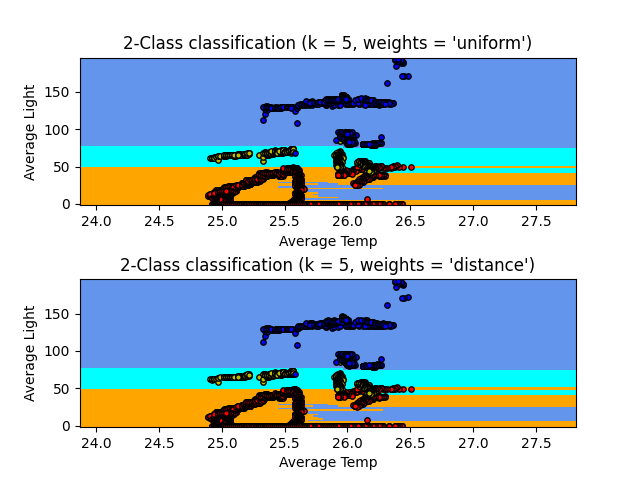 2-Class classification (k = 5, weights = 'uniform')
150
100
50
0
Average Light
24.0 24.5 25.0 25.5 26.0 26.5 27.0 27.5
Average Temp
2-Class classification (k = 5, weights = 'distance')
150
100
50
0
Average Light
24.0 24.5 25.0 25.5 26.0 26.5 27.0 27.5
Average Temp